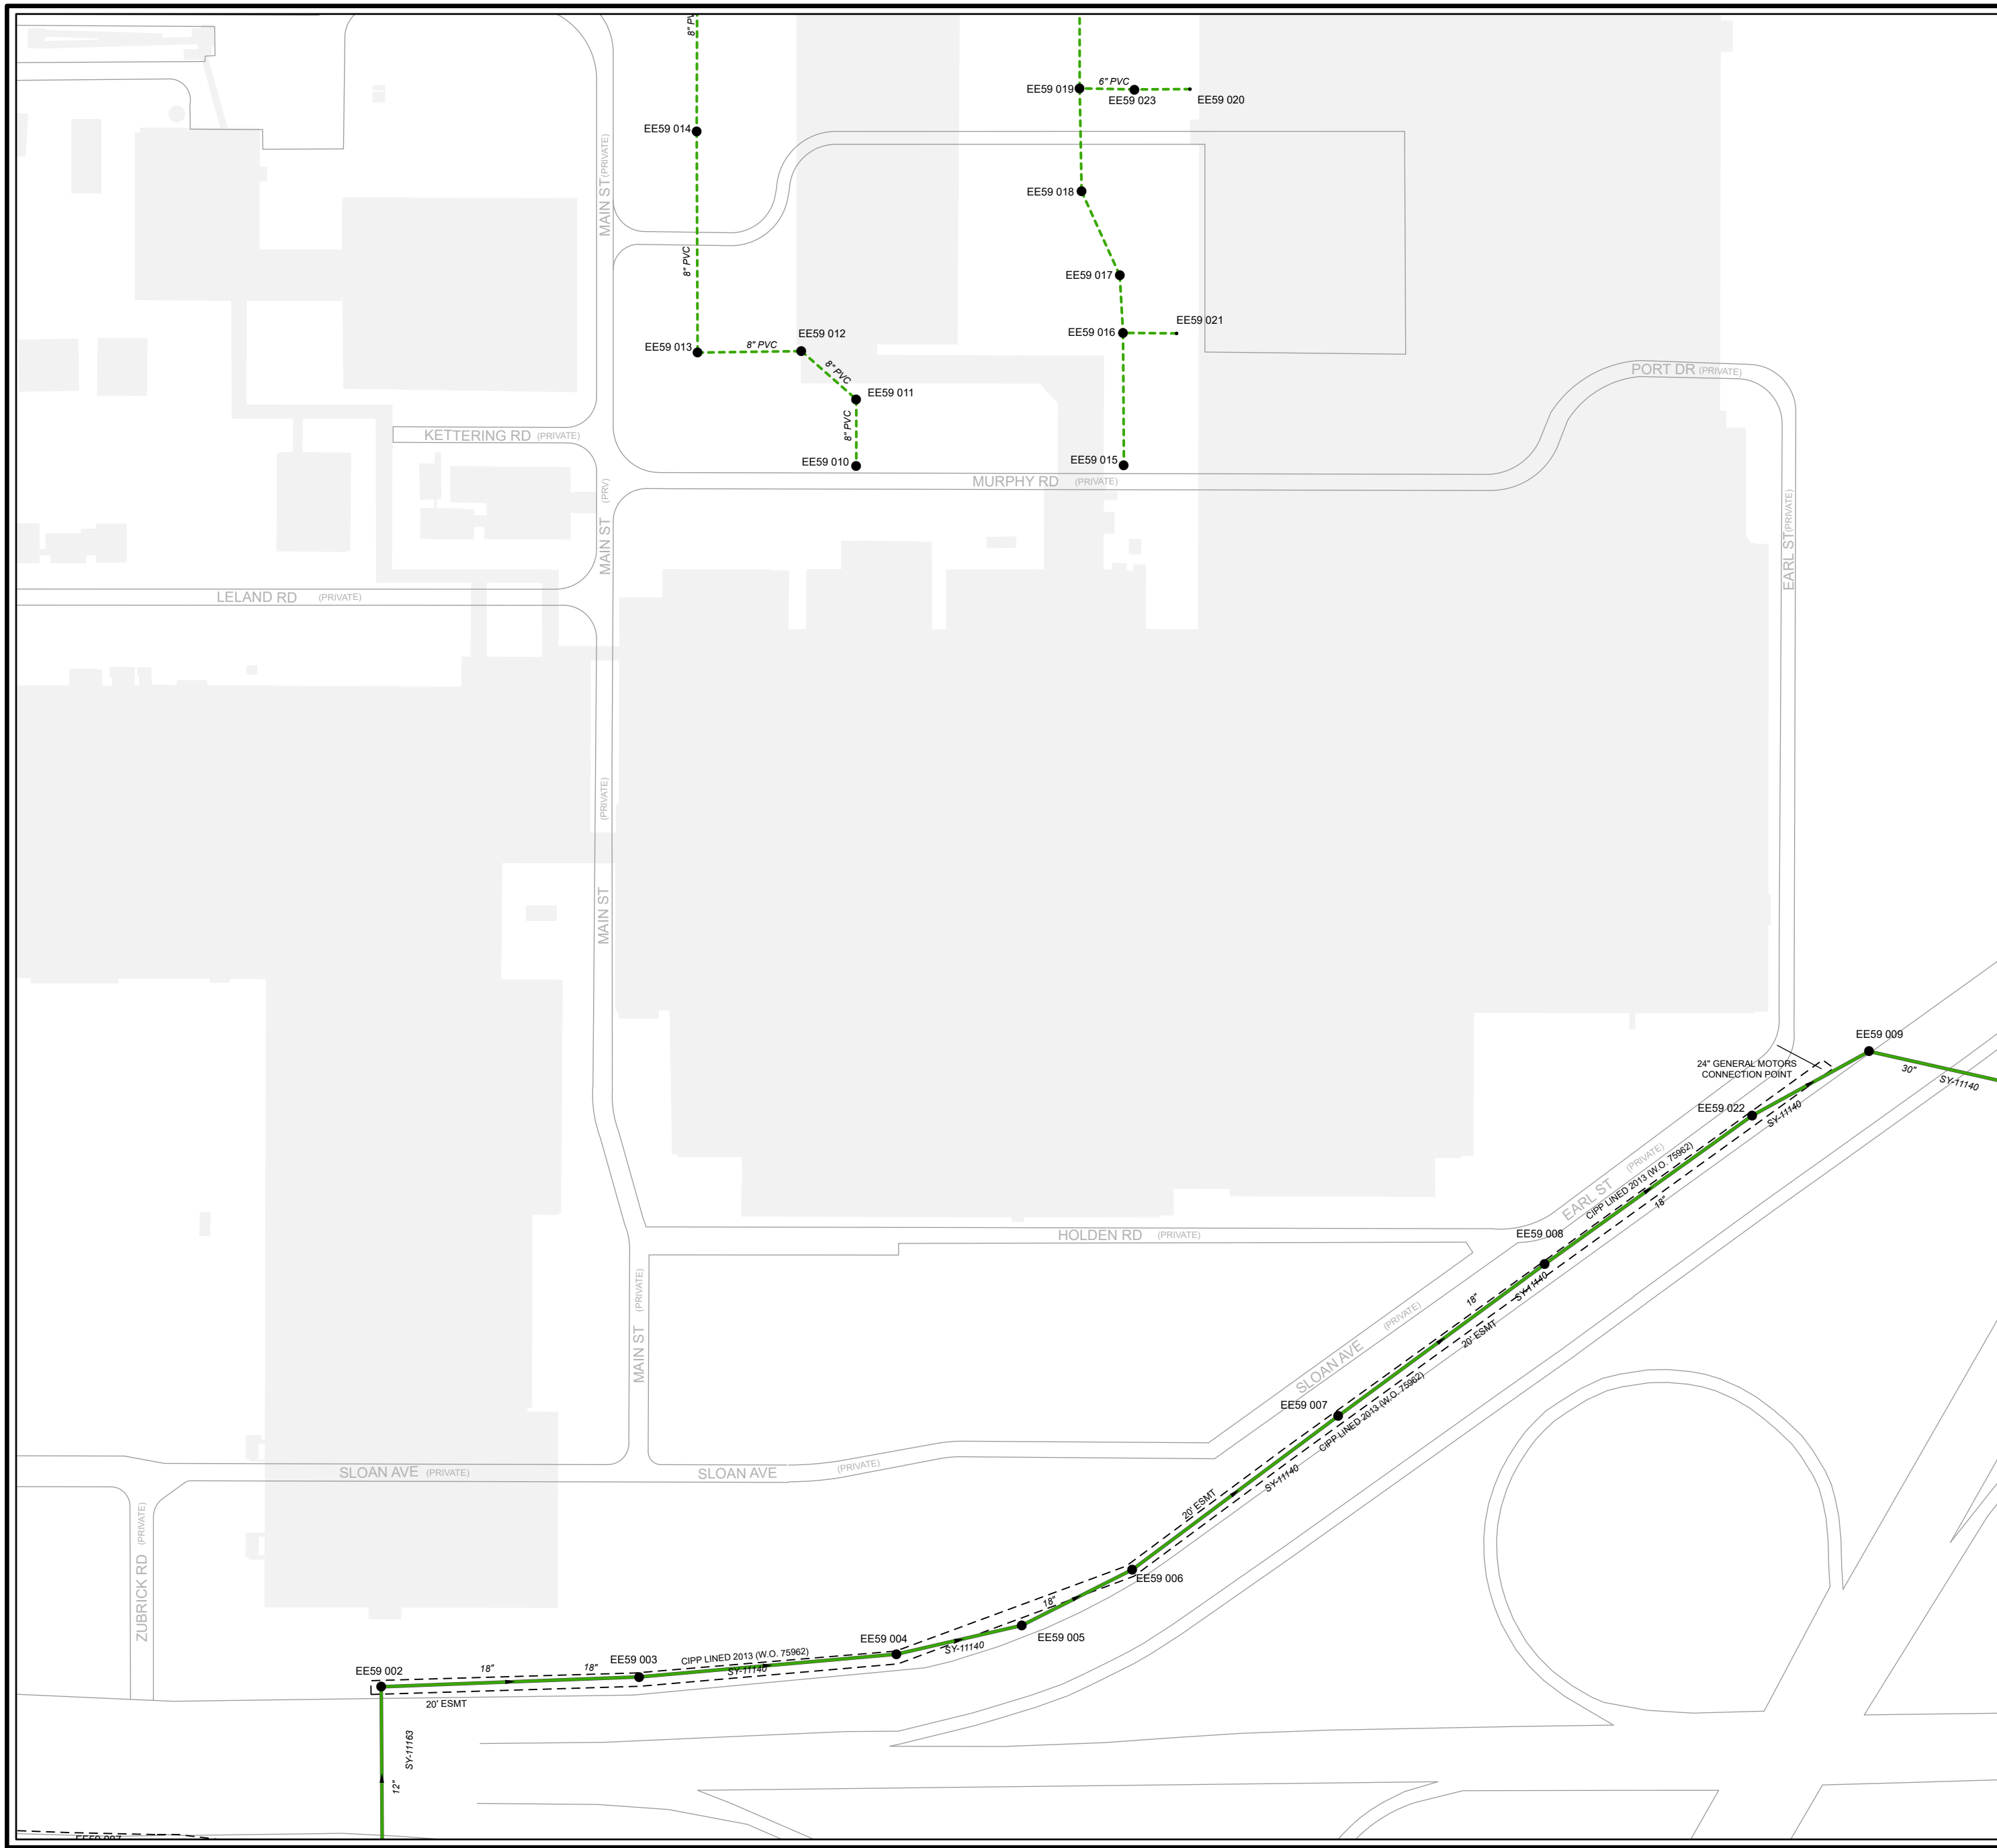 8" PV
EE59 019
6" PVC
EE59 023
EE59 020
EE59 014
MAIN ST (PRIVATE)
EE59 018
8" PVC
EE59 017
EE59 021
EE59 016
EE59 012
EE59 013
8" PVC
8" PVC
EE59 011
8" PVC
PORT DR (PRIVATE)
KETTERING RD (PRIVATE)
EE59 010
EE59 015
MURPHY RD (PRIVATE)
MAIN ST (PRV)
EARL ST (PRIVATE)
LELAND RD (PRIVATE)
(PRIVATE)
MAIN ST
EE59 009
24" GENERAL MOTORS
CONNECTION POINT
30"
SY-11140
EE59 022
SY-11140
(PRIVATE)
EARL ST
CIPP LINED 2013 (W.O. 75962)
18"
HOLDEN RD (PRIVATE)
EE59 008
SY-11140
MAIN ST (PRIVATE)
18"
20' ESMT
SLOAN AVE (PRIVATE)
EE59 007
CIPP LINED 2013 (W.O. 75962)
SLOAN AVE (PRIVATE)
SLOAN AVE (PRIVATE)
SY-11140
20' ESMT
ZUBRICK RD (PRIVATE)
EE59 006
18"
EE59 005
EE59 004
SY-11140
CIPP LINED 2013 (W.O. 75962)
EE59 003
SY-11140
EE59 002
18"
18"
20' ESMT
SY-11163
12"